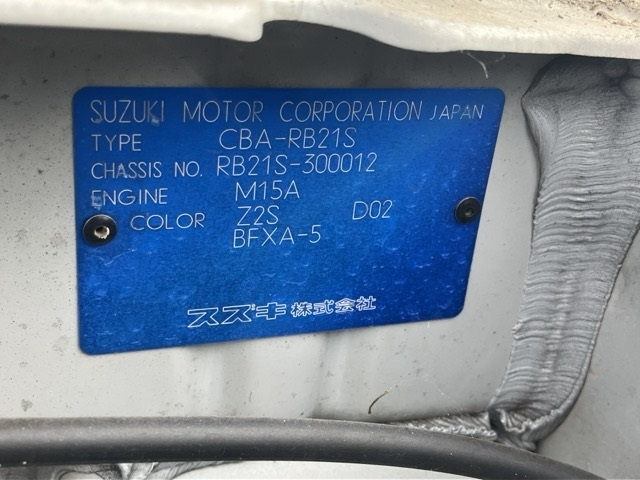 SUZUKI MOTOR CORPORATION JAPAN
TYPE CBA-RB21S
CHASSIS NO. RB21S-300012
ENGINE M15A
COLOR Z2S D02
BFXA-5
スズキ株式会社